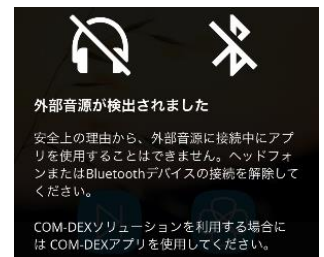 外部音源が検出されました
安全上の理由から、外部音源に接続中にアプ
リを使用することはできません。ヘッドフォ
ンまたはBluetoothデバイスの接続を解除して
ください。
COM-DEXソリューションを利用する場合に
は COM-DEXアプリを使用してください。